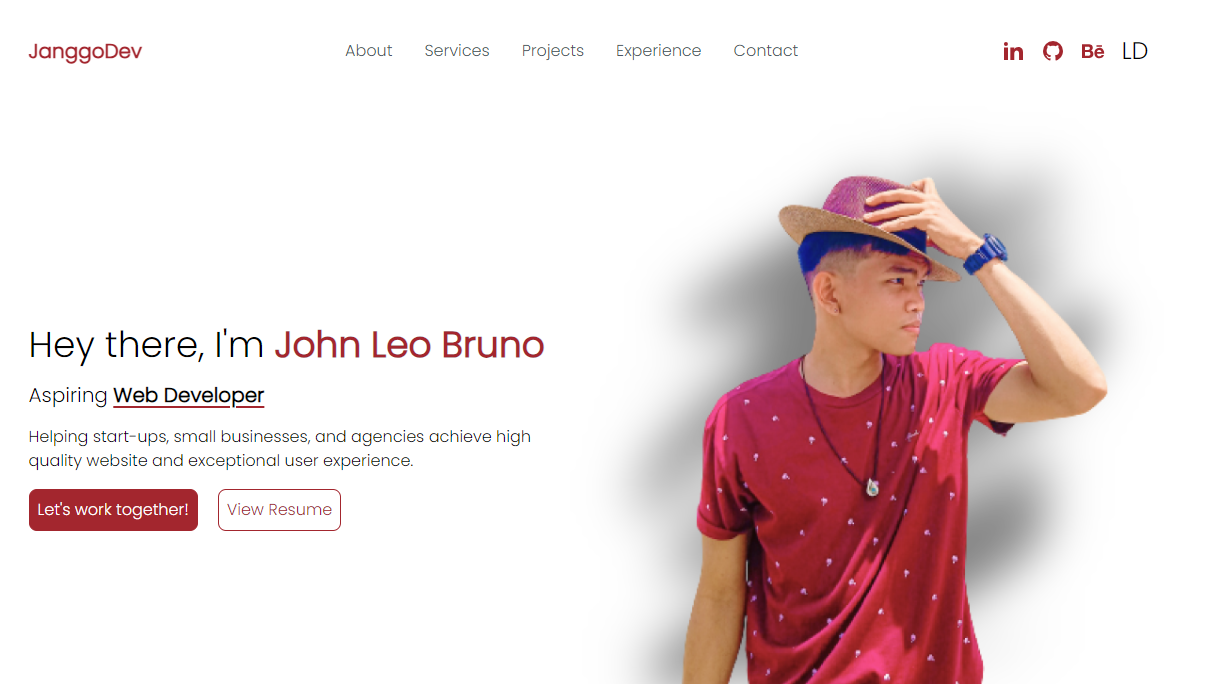 JanggoDev
About Services Projects Experience Contact
in Bē LD
Hey there, I'm John Leo Bruno
Aspiring Web Developer
Helping start-ups, small businesses, and agencies achieve high
quality website and exceptional user experience.
Let's work together! View Resume